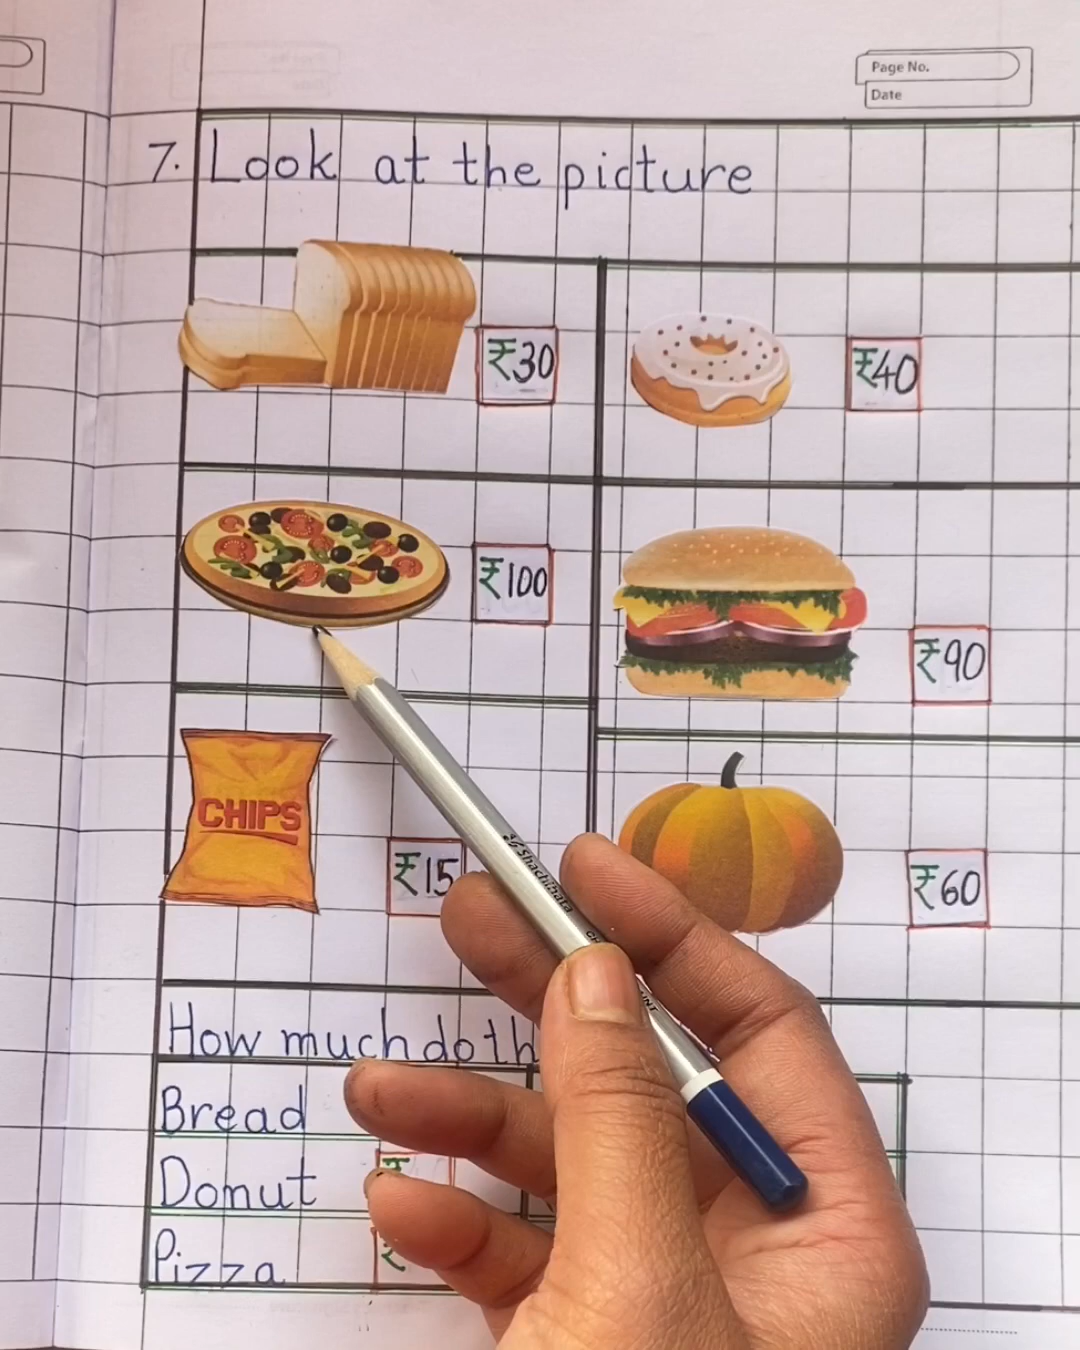 Page No.
Date
7. Look at the picture
₹30
₹40
₹100
₹90
CHIPS
₹15
₹60
Shachihata
How much do th
Bread
Donut
₹
Pizza
₹